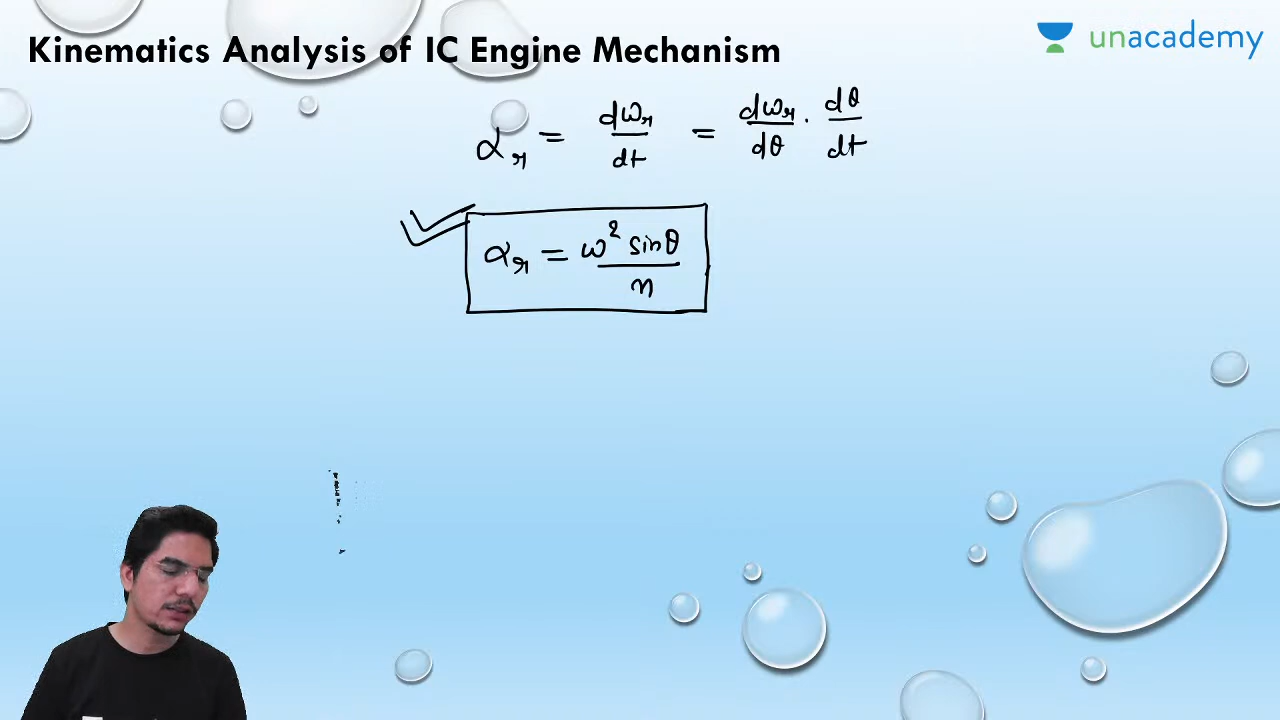 Kinematics Analysis of IC Engine Mechanism
unacademy
αᵣ = dωᵣ/dt = dωᵣ/dθ · dθ/dt
αᵣ = ω² sinθ / n